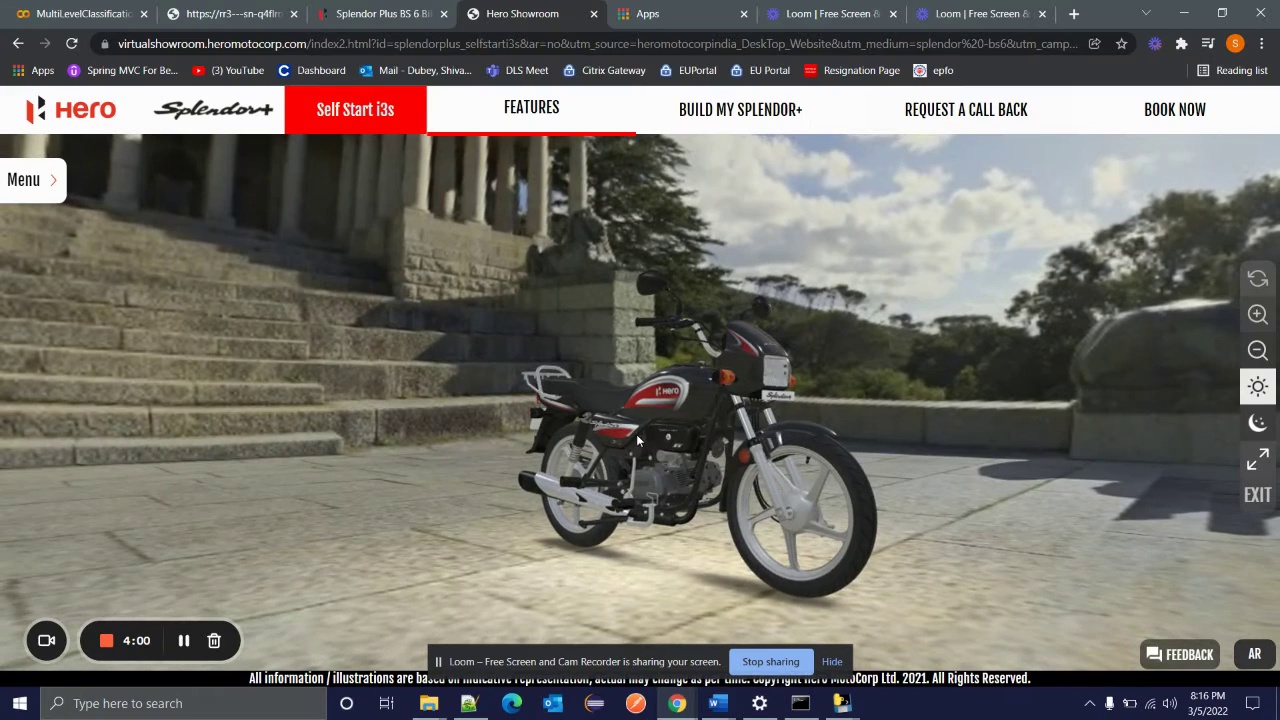 MultiLevelClassificatio
https://rr3---sn-q4flrn
Splendor Plus BS 6 Bik
Hero Showroom
Apps
Loom | Free Screen &
Loom | Free Screen &
virtualshowroom.heromotocorp.com/index2.html?id=splendorplus_selfstarti3s&at=no&utm_source=heromotocorpindia_DeskTop_Website&utm_medium=splendor%20-bs6&utm_camp...
S
Apps
Spring MVC For Be...
(3) YouTube
Dashboard
Mail - Dubey, Shiva...
DLS Meet
Citrix Gateway
EUPortal
EU Portal
Resignation Page
epfo
Reading list
Hero
Splendor+
Self Start i3s
FEATURES
BUILD MY SPLENDOR+
REQUEST A CALL BACK
BOOK NOW
Menu
Hero
Splendor
EXIT
4:00
Loom – Free Screen and Cam Recorder is sharing your screen.
Stop sharing
Hide
FEEDBACK
AR
All information / illustrations are based on indicative representation, actual may change as per time. Copyright Hero MotoCorp Ltd. 2021. All Rights Reserved.
Type here to search
8:16 PM
3/5/2022